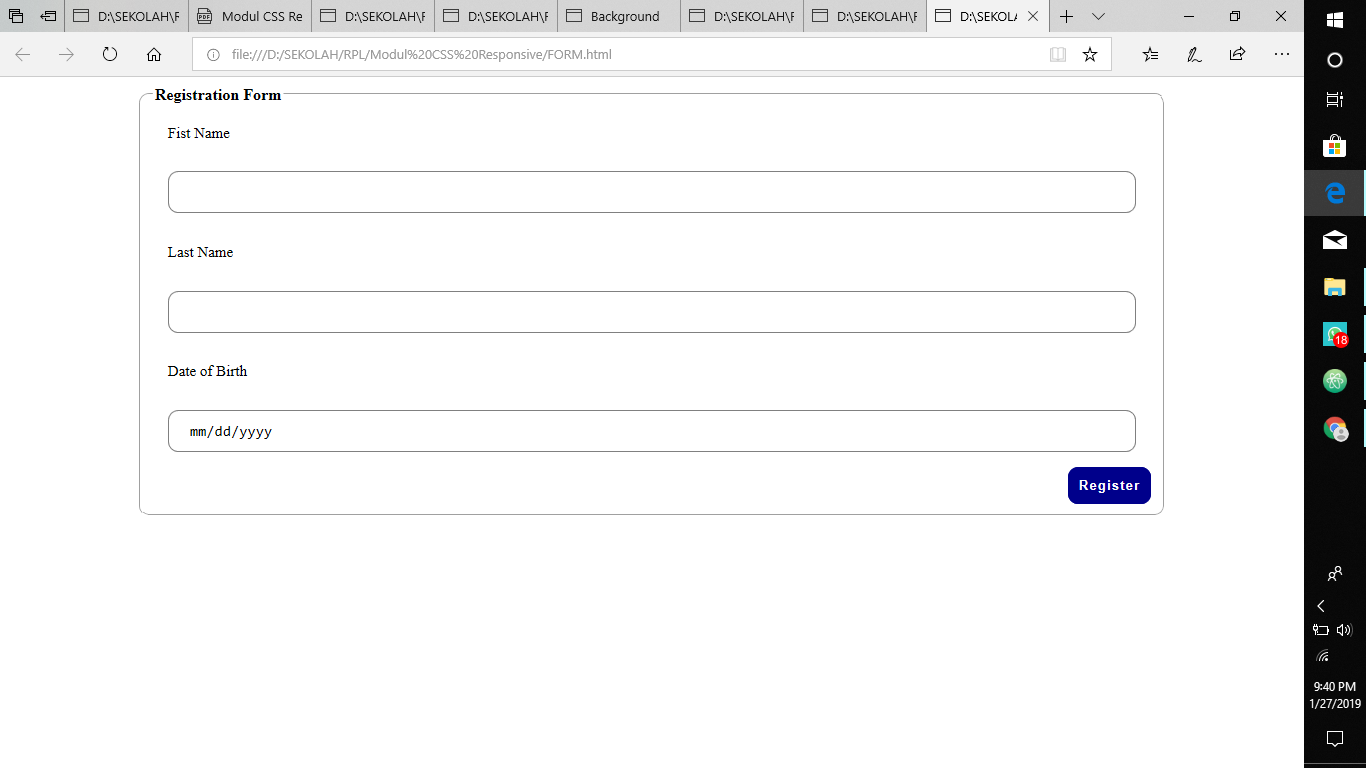 D:\SEKOLAH\F
Modul CSS Re
D:\SEKOLAH\F
D:\SEKOLAH\F
Background
D:\SEKOLAH\F
D:\SEKOLAH\F
D:\SEKOLA
file:///D:/SEKOLAH/RPL/Modul%20CSS%20Responsive/FORM.html
Registration Form
Fist Name
Last Name
Date of Birth
mm/dd/yyyy
Register
18
9:40 PM
1/27/2019